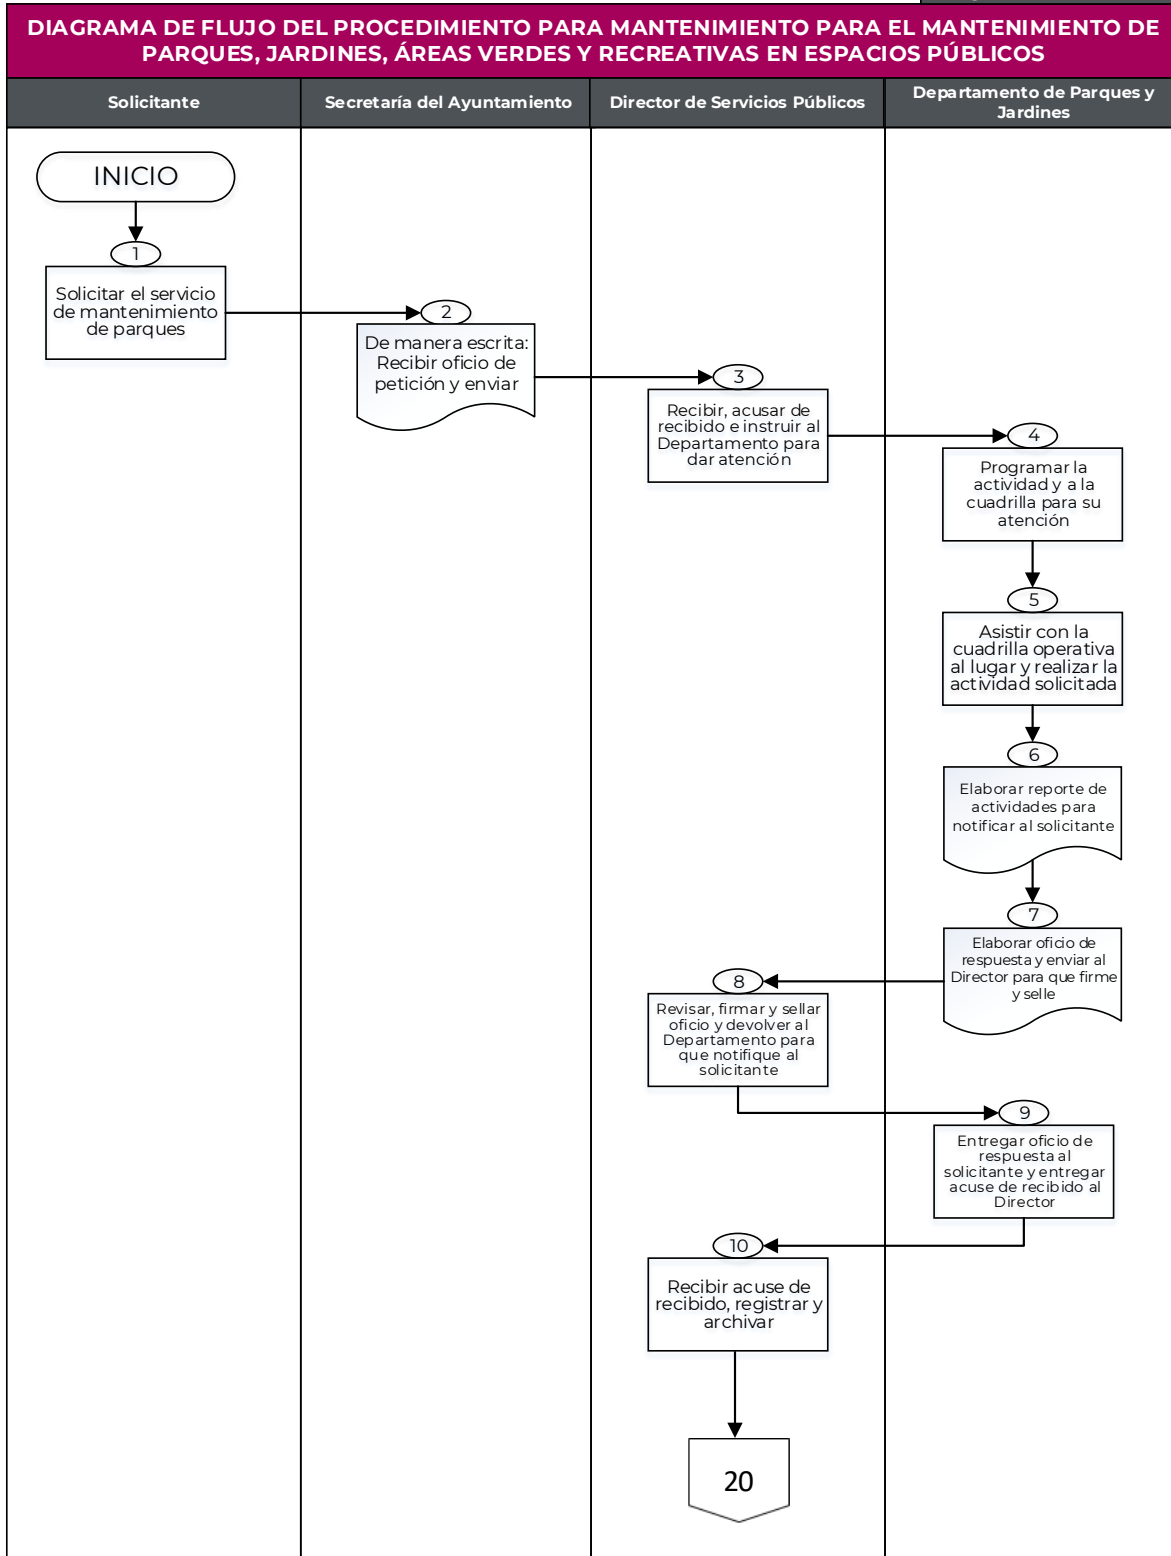 DIAGRAMA DE FLUJO DEL PROCEDIMIENTO PARA MANTENIMIENTO PARA EL MANTENIMIENTO DE
PARQUES, JARDINES, ÁREAS VERDES Y RECREATIVAS EN ESPACIOS PÚBLICOS
Solicitante
Secretaría del Ayuntamiento
Director de Servicios Públicos
Departamento de Parques y
Jardines
INICIO
1
Solicitar el servicio
de mantenimiento
de parques
2
De manera escrita:
Recibir oficio de
petición y enviar
3
Recibir, acusar de
recibido e instruir al
Departamento para
dar atención
4
Programar la
actividad y a la
cuadrilla para su
atención
5
Asistir con la
cuadrilla operativa
al lugar y realizar la
actividad solicitada
6
Elaborar reporte de
actividades para
notificar al solicitante
7
Elaborar oficio de
respuesta y enviar al
Director para que firme
y selle
8
Revisar, firmar y sellar
oficio y devolver al
Departamento para
que notifique al
solicitante
9
Entregar oficio de
respuesta al
solicitante y entregar
acuse de recibido al
Director
10
Recibir acuse de
recibido, registrar y
archivar
20